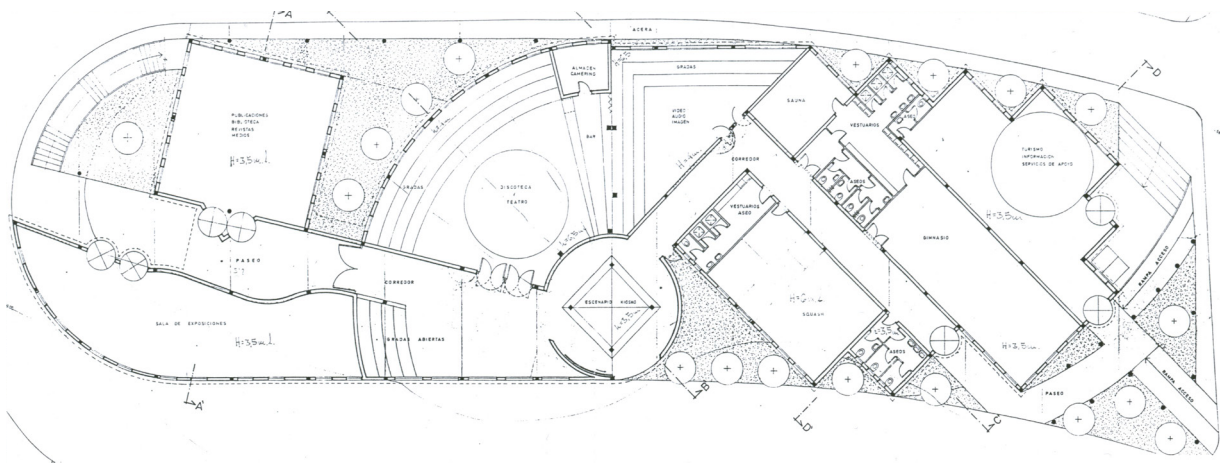 A
ACERA
D
ALMACEN
CAMERINO
GRADAS
SAUNA
VESTUARIOS
ASEO
PUBLICACIONES
BIBLIOTECA
REVISTAS
MEDIOS
H=3,5m.
VIDEO
AUDIO
IMAGEN
BAR
CORREDOR
TURISMO
INFORMACION
SERVICIOS DE APOYO
GRADAS
DISCOTECA
Y
TEATRO
ASEOS
VESTUARIOS
ASEO
H=3,5m.
GIMNASIO
PASEO
CORREDOR
RAMPA ACCESO
ESCENARIO KIOSKO
SQUASH
SALA DE EXPOSICIONES
H=3,5m.
GRADAS ABIERTAS
ASEOS
H=3,5m.
RAMPA ACCESO
PASEO
A'
B
D'
C